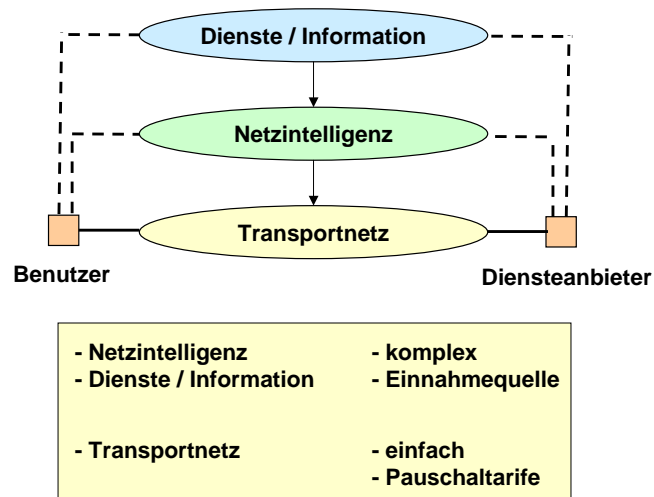 Dienste / Information
Netzintelligenz
Transportnetz
Benutzer
Diensteanbieter
- Netzintelligenz - komplex
- Dienste / Information - Einnahmequelle
- Transportnetz - einfach
- Pauschaltarife